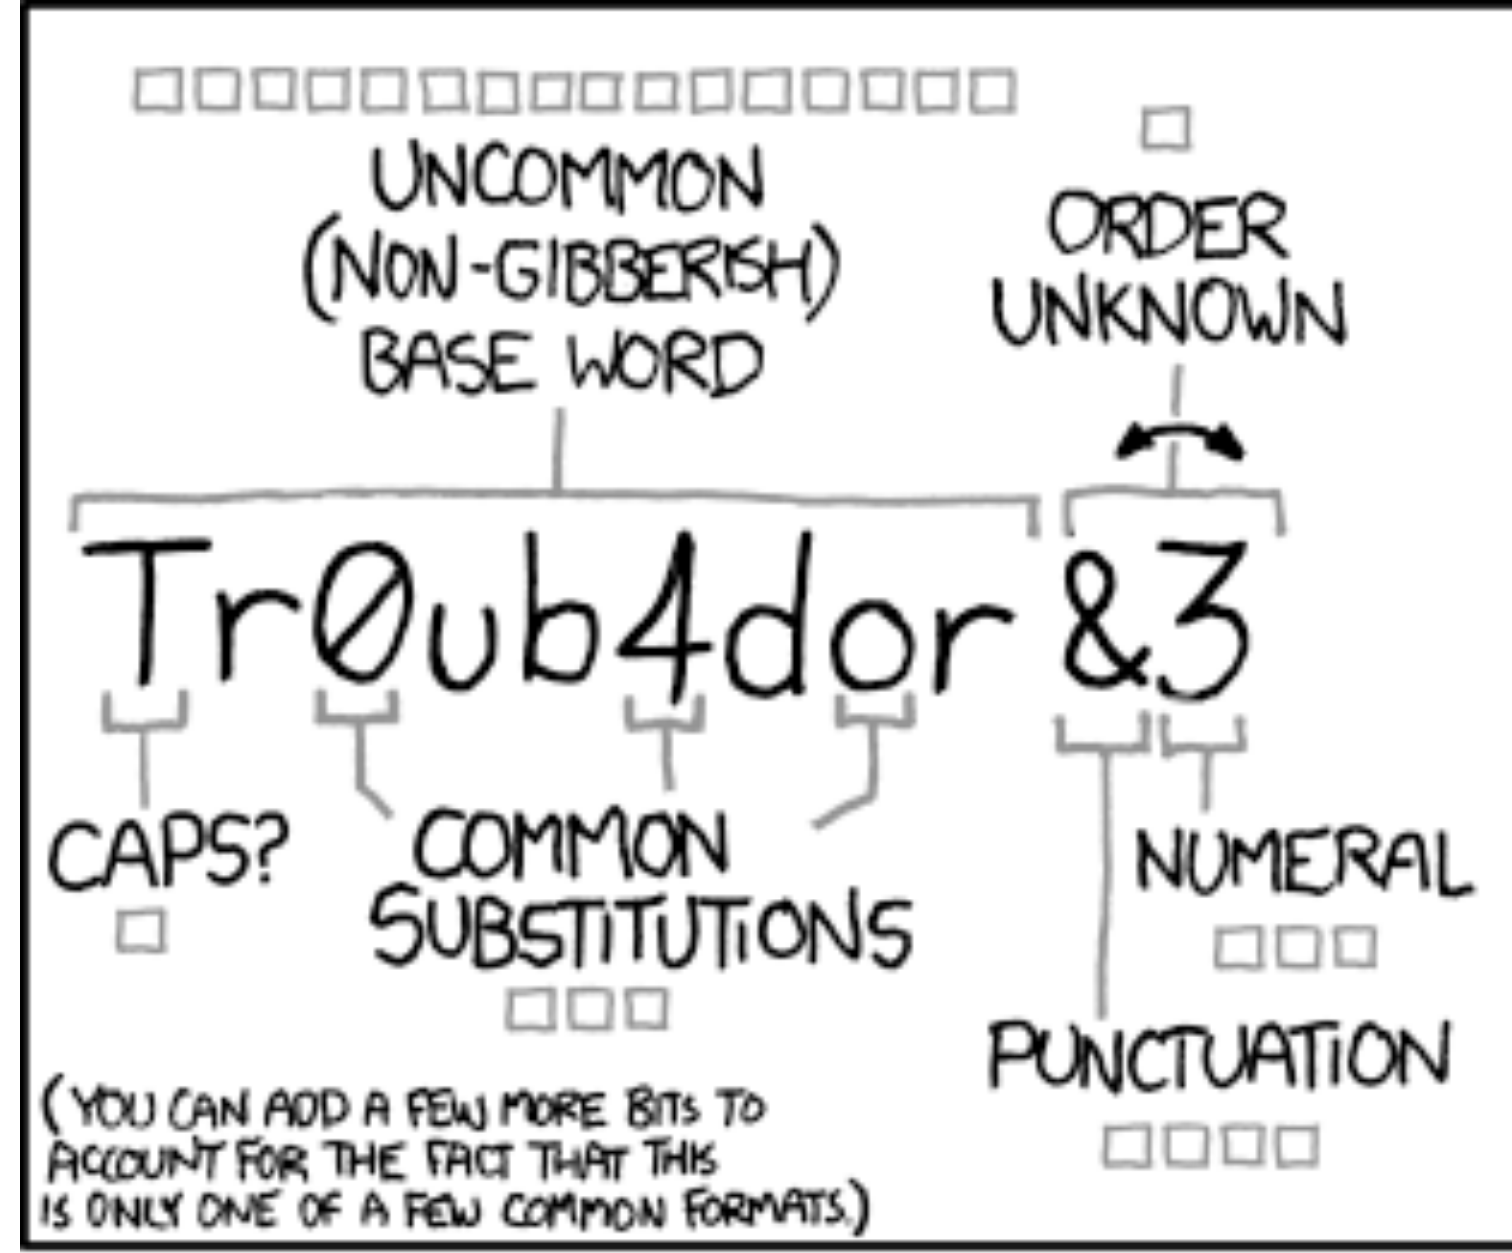 UNCOMMON
(NON-GIBBERISH)
BASE WORD
ORDER
UNKNOWN
Tr0ub4dor &3
CAPS?
COMMON
SUBSTITUTIONS
NUMERAL
PUNCTUATION
(YOU CAN ADD A FEW MORE BITS TO
ACCOUNT FOR THE FACT THAT THIS
IS ONLY ONE OF A FEW COMMON FORMATS.)